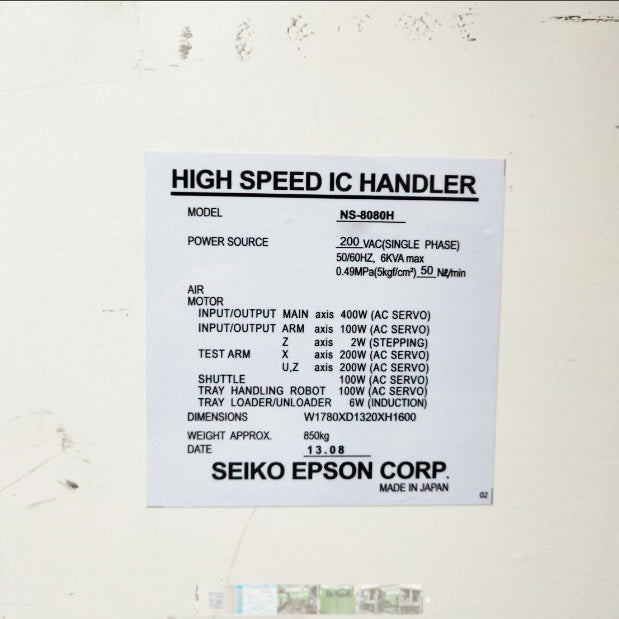 HIGH SPEED IC HANDLER
MODEL NS-8080H
POWER SOURCE 200 VAC(SINGLE PHASE)
50/60HZ, 6KVA max
0.49MPa(5kgf/cm²) 50 Nℓ/min
AIR
MOTOR
INPUT/OUTPUT MAIN axis 400W (AC SERVO)
INPUT/OUTPUT ARM axis 100W (AC SERVO)
Z axis 2W (STEPPING)
TEST ARM X axis 200W (AC SERVO)
U,Z axis 200W (AC SERVO)
SHUTTLE 100W (AC SERVO)
TRAY HANDLING ROBOT 100W (AC SERVO)
TRAY LOADER/UNLOADER 6W (INDUCTION)
DIMENSIONS W1780XD1320XH1600
WEIGHT APPROX. 850kg
DATE 13.08
SEIKO EPSON CORP.
MADE IN JAPAN
02